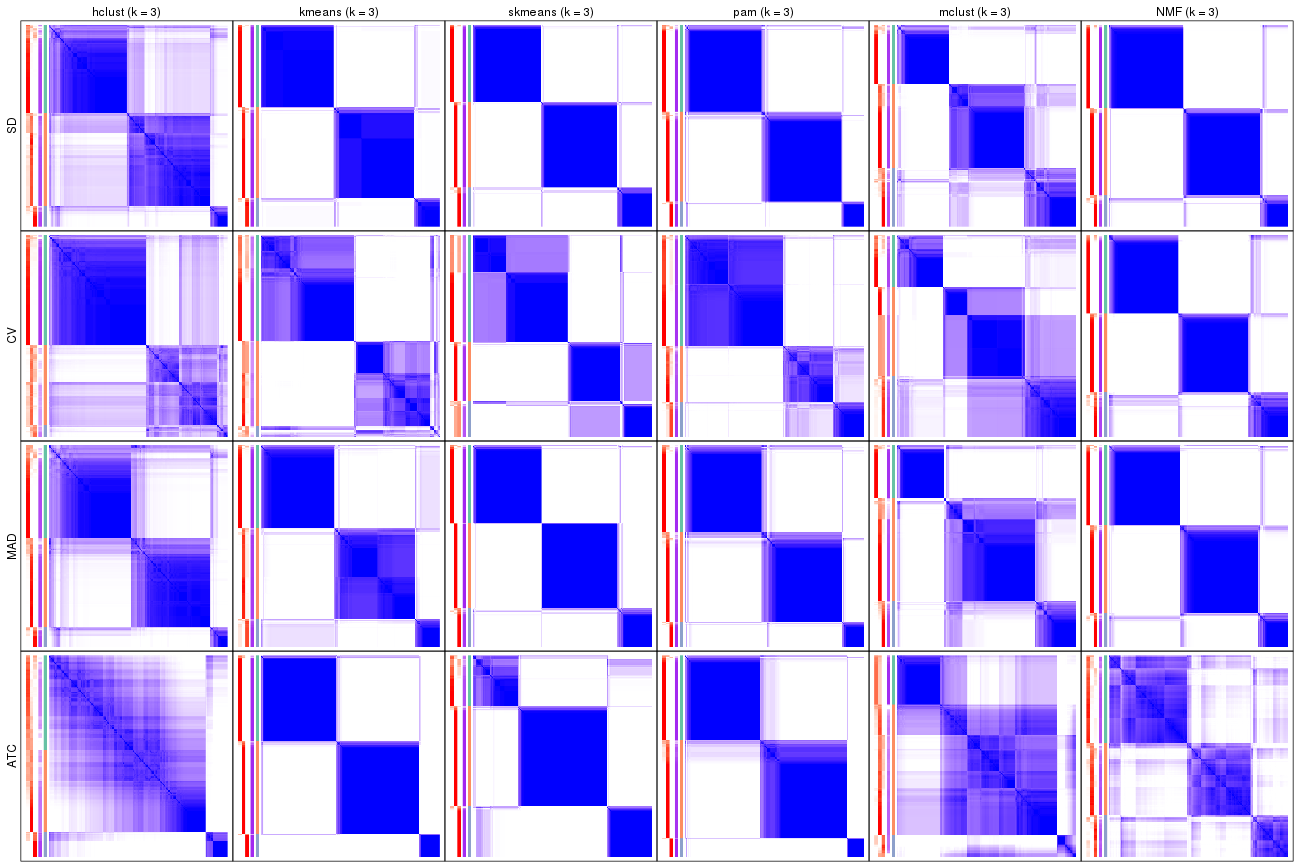 hclust (k = 3) kmeans (k = 3) skmeans (k = 3) pam (k = 3) mclust (k = 3) NMF (k = 3)
SD
CV
MAD
ATC